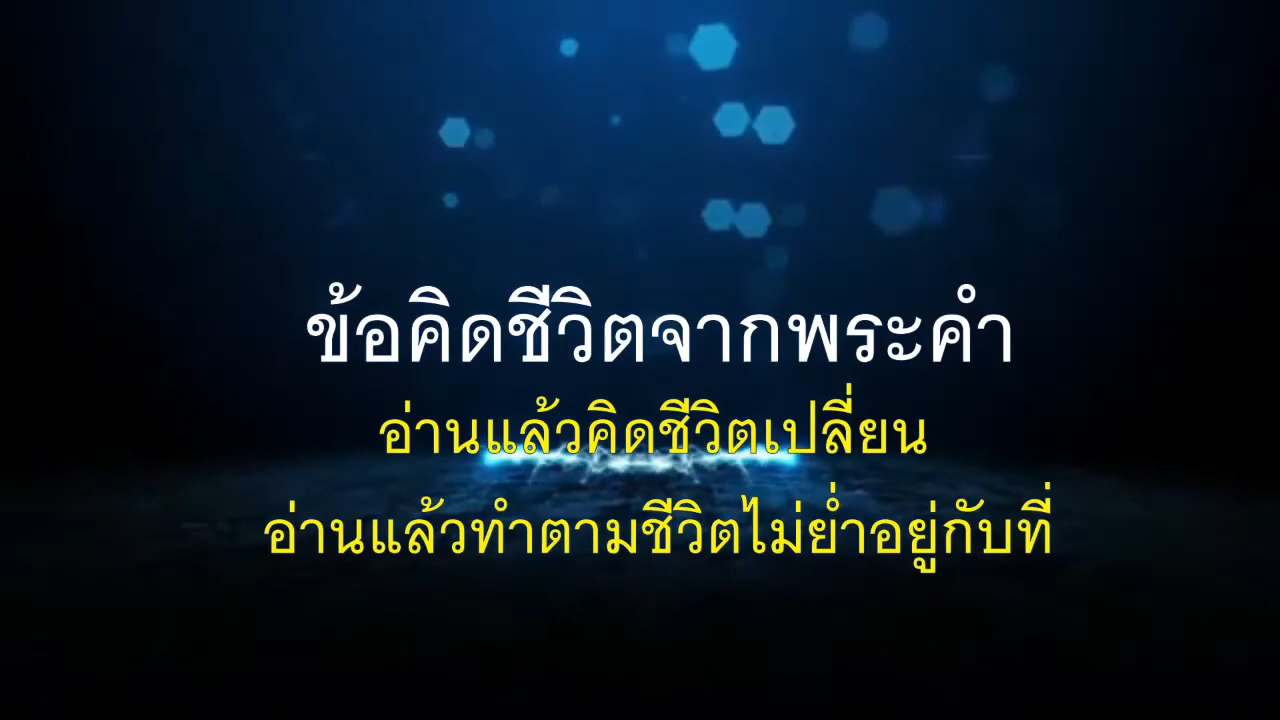 ข้อคิดชีวิตจากพระคำ
อ่านแล้วคิดชีวิตเปลี่ยน
อ่านแล้วทำตามชีวิตไม่ย่ำอยู่กับที่